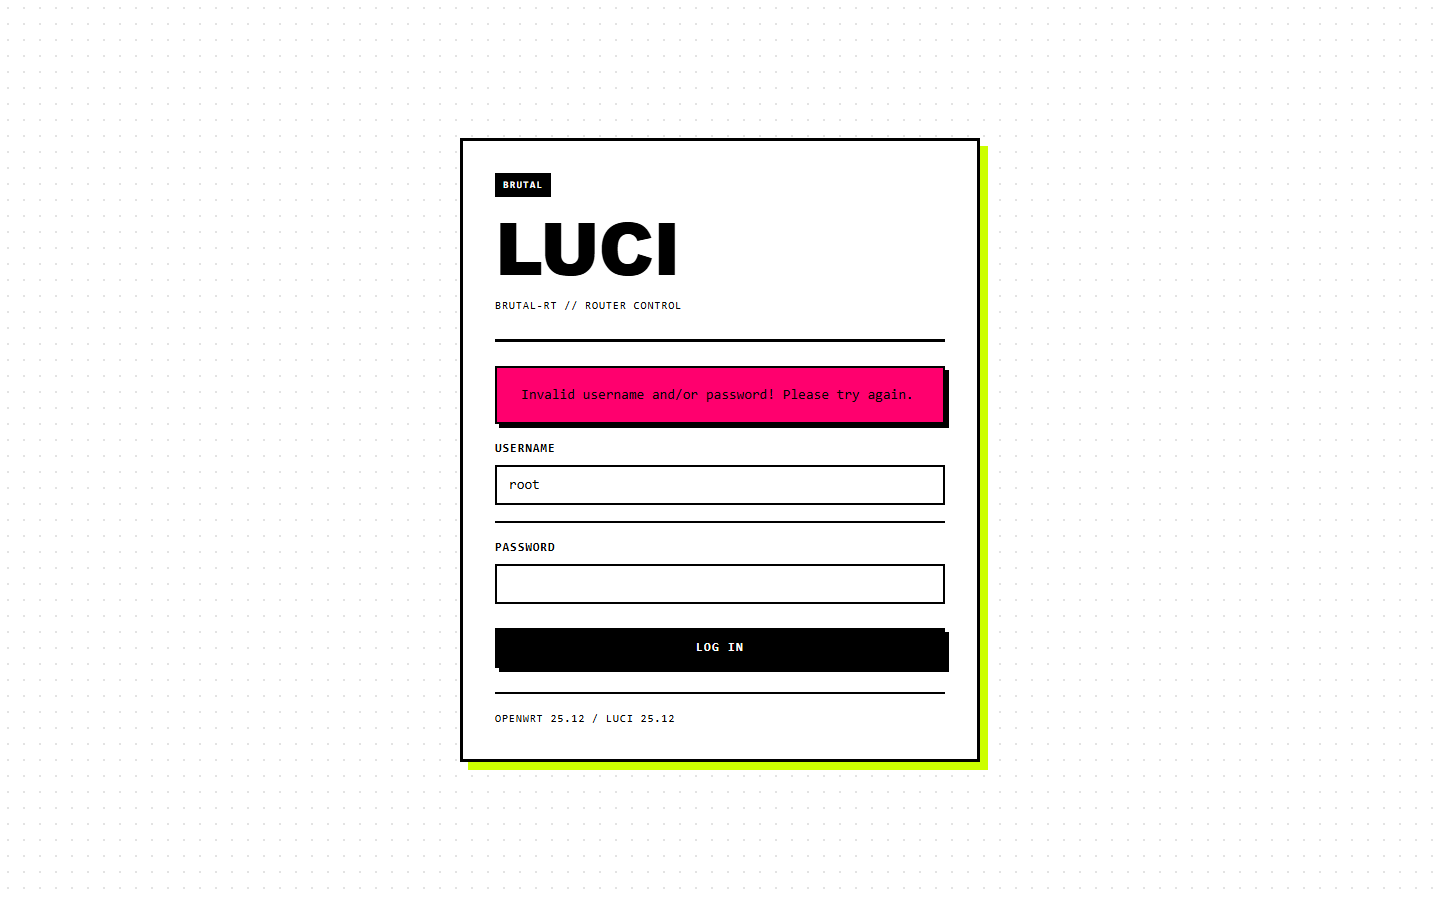 BRUTAL
LUCI
BRUTAL-RT // ROUTER CONTROL
Invalid username and/or password! Please try again.
USERNAME
root
PASSWORD
LOG IN
OPENWRT 25.12 / LUCI 25.12